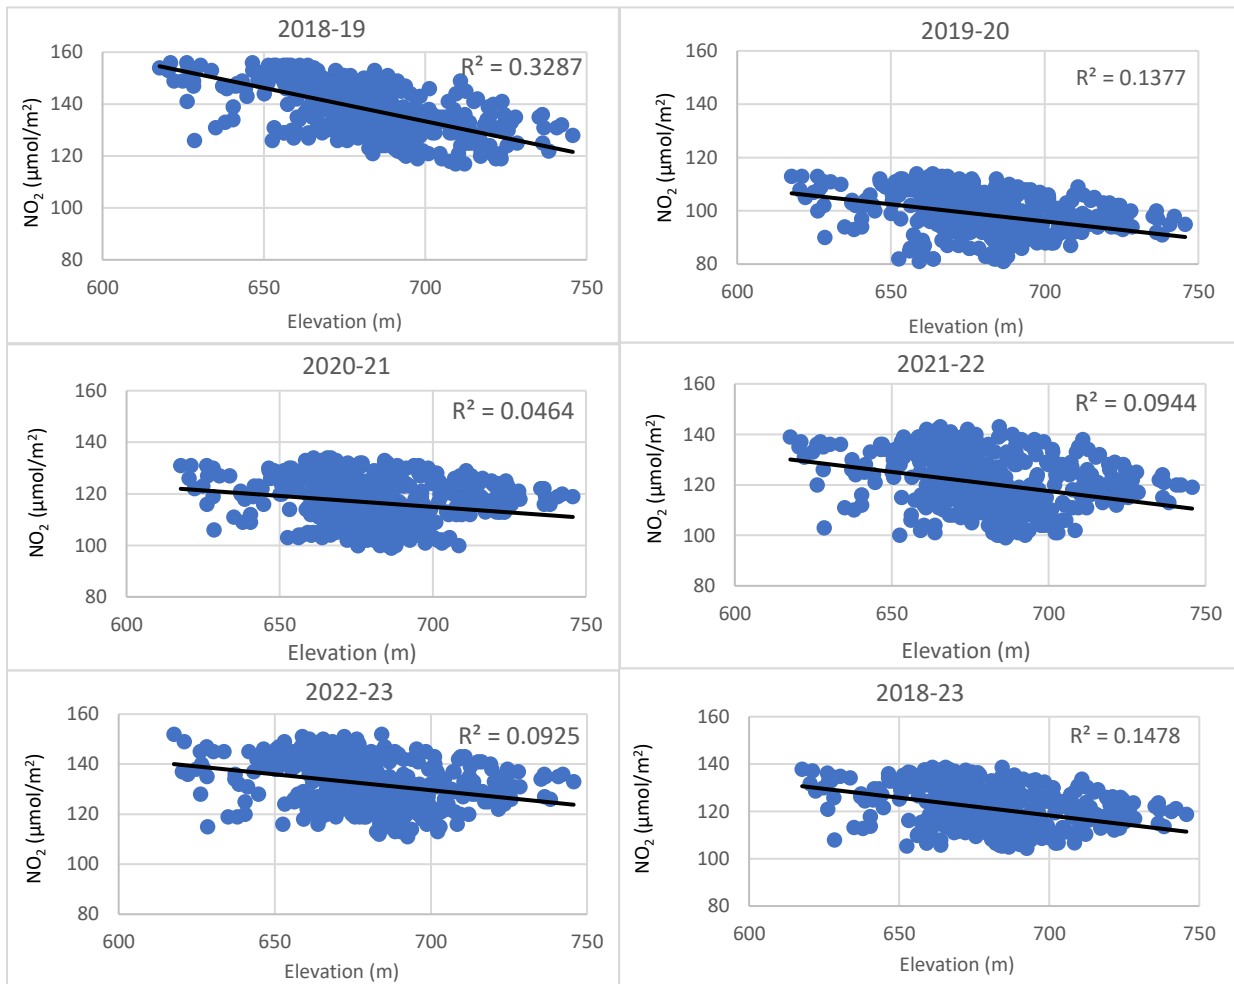 2018-19
R² = 0.3287
NO₂ (µmol/m²)
160
140
120
100
80
600 650 700 750
Elevation (m)
2019-20
R² = 0.1377
NO₂ (µmol/m²)
160
140
120
100
80
600 650 700 750
Elevation (m)
2020-21
R² = 0.0464
NO₂ (µmol/m²)
160
140
120
100
80
600 650 700 750
Elevation (m)
2021-22
R² = 0.0944
NO₂ (µmol/m²)
160
140
120
100
80
600 650 700 750
Elevation (m)
2022-23
R² = 0.0925
NO₂ (µmol/m²)
160
140
120
100
80
600 650 700 750
Elevation (m)
2018-23
R² = 0.1478
NO₂ (µmol/m²)
160
140
120
100
80
600 650 700 750
Elevation (m)